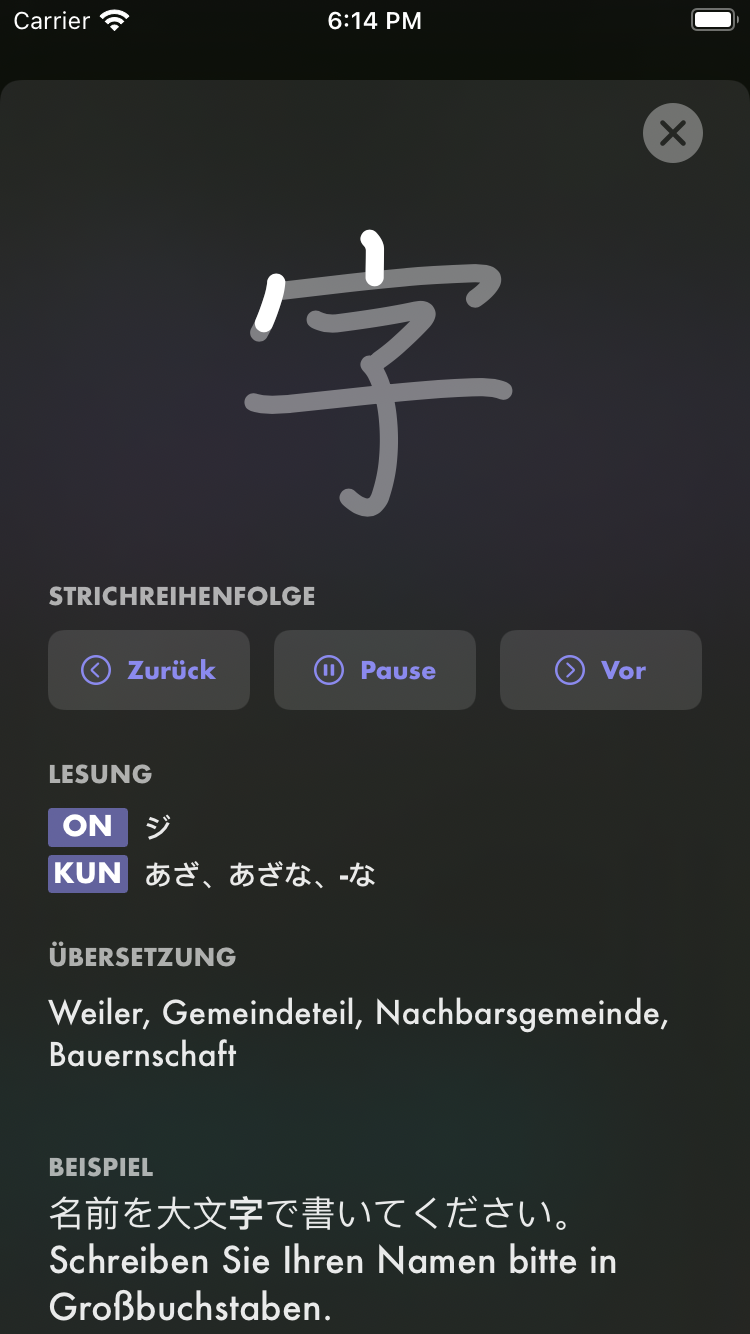 Carrier 6:14 PM
字
STRICHREIHENFOLGE
Zurück Pause Vor
LESUNG
ON ジ
KUN あざ、あざな、-な
ÜBERSETZUNG
Weiler, Gemeindeteil, Nachbarsgemeinde,
Bauernschaft
BEISPIEL
名前を大文字で書いてください。
Schreiben Sie Ihren Namen bitte in
Großbuchstaben.